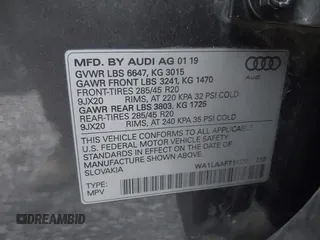 MFD. BY AUDI AG 01 19
GVWR LBS 6647, KG 3015
GAWR FRONT LBS 3241, KG 1470
FRONT-TIRES 285/45 R20
9JX20 RIMS, AT 220 KPA 32 PSI COLD
GAWR REAR LBS 3803, KG 1725
REAR-TIRES 285/45 R20
9JX20 RIMS, AT 240 KPA 35 PSI COLD
THIS VEHICLE CONFORMS TO ALL APPLICABLE
U.S. FEDERAL MOTOR VEHICLE SAFETY
STANDARDS IN EFFECT ON THE DATE OF
MANUFACTURE SHOWN ABOVE.
SLOVAKIA
TYPE:
MPV
DREAMBID